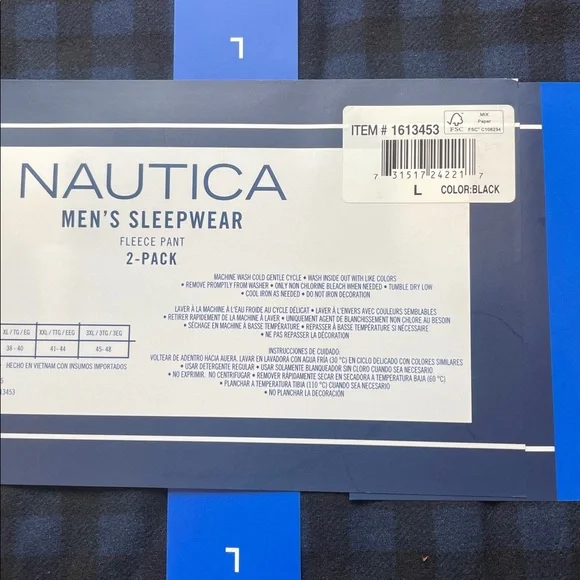 L
ITEM # 1613453
FSC
MIX
Paper
FSC® C106234
7 31517 24221 7
L COLOR:BLACK
NAUTICA
MEN'S SLEEPWEAR
FLEECE PANT
2-PACK
MACHINE WASH COLD GENTLE CYCLE • WASH INSIDE OUT WITH LIKE COLORS
• REMOVE PROMPTLY FROM WASHER • ONLY NON CHLORINE BLEACH WHEN NEEDED • TUMBLE DRY LOW
• COOL IRON AS NEEDED • DO NOT IRON DECORATION
LAVER À LA MACHINE À L'EAU FROIDE AU CYCLE DÉLICAT • LAVER À L'ENVERS AVEC COULEURS SEMBLABLES
• RETIRER RAPIDEMENT DE LA MACHINE À LAVER • UNIQUEMENT AGENT DE BLANCHISSEMENT NON CHLORE AU BESOIN
• SÉCHAGE EN MACHINE À BASSE TEMPÉRATURE • REPASSER À BASSE TEMPÉRATURE SI NÉCESSAIRE
• NE PAS REPASSER LA DÉCORATION
INSTRUCCIONES DE CUIDADO:
VOLTEAR DE ADENTRO HACIA AUERA. LAVAR EN LAVADORA CON AGUA FRÍA (30 °C) EN CICLO DELICADO CON COLORES SIMILARES
• USAR DETERGENTE REGULAR • USAR SOLAMENTE BLANQUEADOR SIN CLORO CUANDO SEA NECESARIO
• NO EXPRIMIR. NO CENTRIFUGAR • REMOVER RÁPIDAMENTE SECAR EN SECADORA A TEMPERATURA BAJA (60 °C)
• PLANCHAR A TEMPERATURA TIBIA (110 °C) CUANDO SEA NECESARIO
• NO PLANCHAR LA DECORACIÓN
XL / TG / EG XXL / TTG / EEG 3XL / 3TG / 3EG
38 - 40 41 - 44 45 - 48
HECHO EN VIETNAM CON INSUMOS IMPORTADOS
L